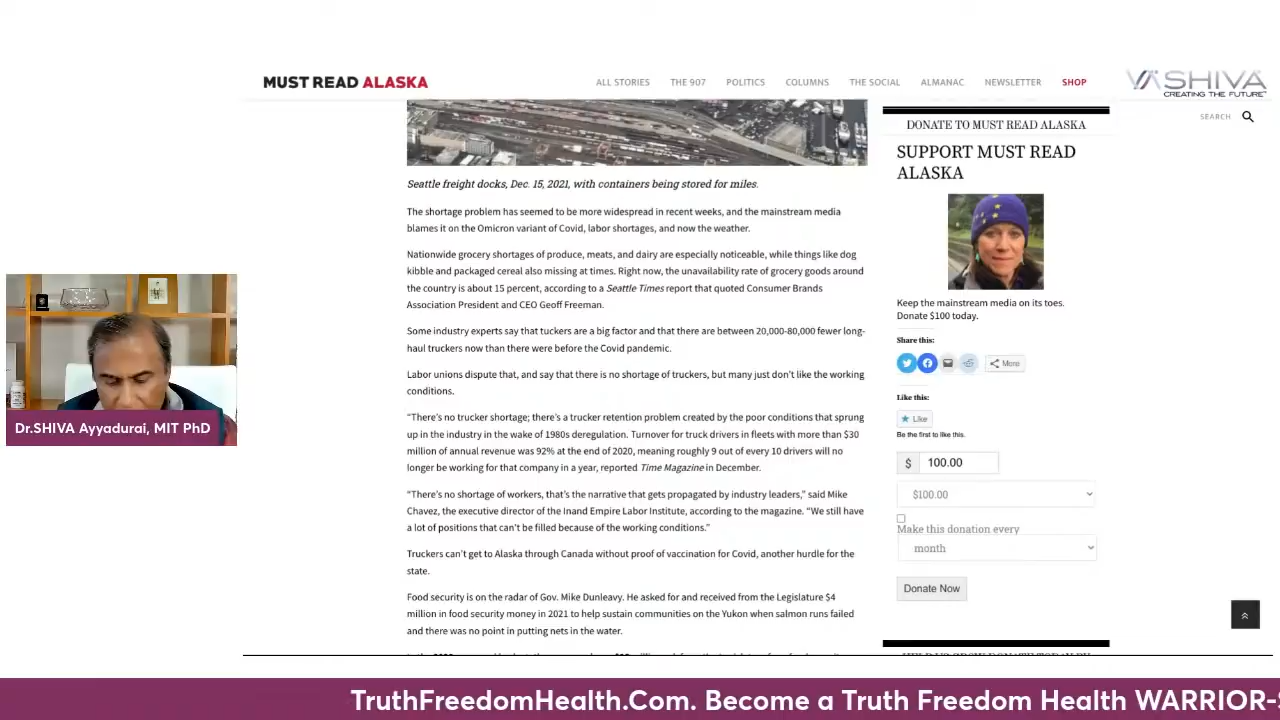 MUST READ ALASKA
ALL STORIES THE 907 POLITICS COLUMNS THE SOCIAL ALMANAC NEWSLETTER SHOP
VA SHIVA
CREATING THE FUTURE
SEARCH
Seattle freight docks, Dec. 15, 2021, with containers being stored for miles.
The shortage problem has seemed to be more widespread in recent weeks, and the mainstream media
blames it on the Omicron variant of Covid, labor shortages, and now the weather.
Nationwide grocery shortages of produce, meats, and dairy are especially noticeable, while things like dog
kibble and packaged cereal also missing at times. Right now, the unavailability rate of grocery goods around
the country is about 15 percent, according to a Seattle Times report that quoted Consumer Brands
Association President and CEO Geoff Freeman.
Some industry experts say that tuckers are a big factor and that there are between 20,000-80,000 fewer long-
haul truckers now than there were before the Covid pandemic.
Labor unions dispute that, and say that there is no shortage of truckers, but many just don't like the working
conditions.
“There's no trucker shortage; there's a trucker retention problem created by the poor conditions that sprung
up in the industry in the wake of 1980s deregulation. Turnover for truck drivers in fleets with more than $30
million of annual revenue was 92% at the end of 2020, meaning roughly 9 out of every 10 drivers will no
longer be working for that company in a year, reported Time Magazine in December.
“There's no shortage of workers, that's the narrative that gets propagated by industry leaders,” said Mike
Chavez, the executive director of the Inand Empire Labor Institute, according to the magazine. “We still have
a lot of positions that can't be filled because of the working conditions.”
Truckers can't get to Alaska through Canada without proof of vaccination for Covid, another hurdle for the
state.
Food security is on the radar of Gov. Mike Dunleavy. He asked for and received from the Legislature $4
million in food security money in 2021 to help sustain communities on the Yukon when salmon runs failed
and there was no point in putting nets in the water.
DONATE TO MUST READ ALASKA
SUPPORT MUST READ
ALASKA
Keep the mainstream media on its toes.
Donate $100 today.
Share this:
More
Like this:
Like
Be the first to like this.
$ 100.00
$100.00
Make this donation every
month
Donate Now
Dr.SHIVA Ayyadurai, MIT PhD
TruthFreedomHealth.Com. Become a Truth Freedom Health WARRIOR-